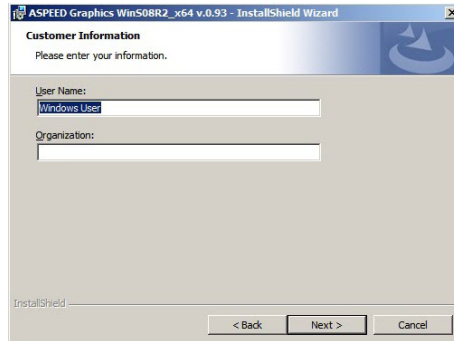 ASPEED Graphics WinS08R2_x64 v.0.93 - InstallShield Wizard
Customer Information
Please enter your information.
User Name:
Windows User
Organization:
InstallShield
< Back
Next >
Cancel